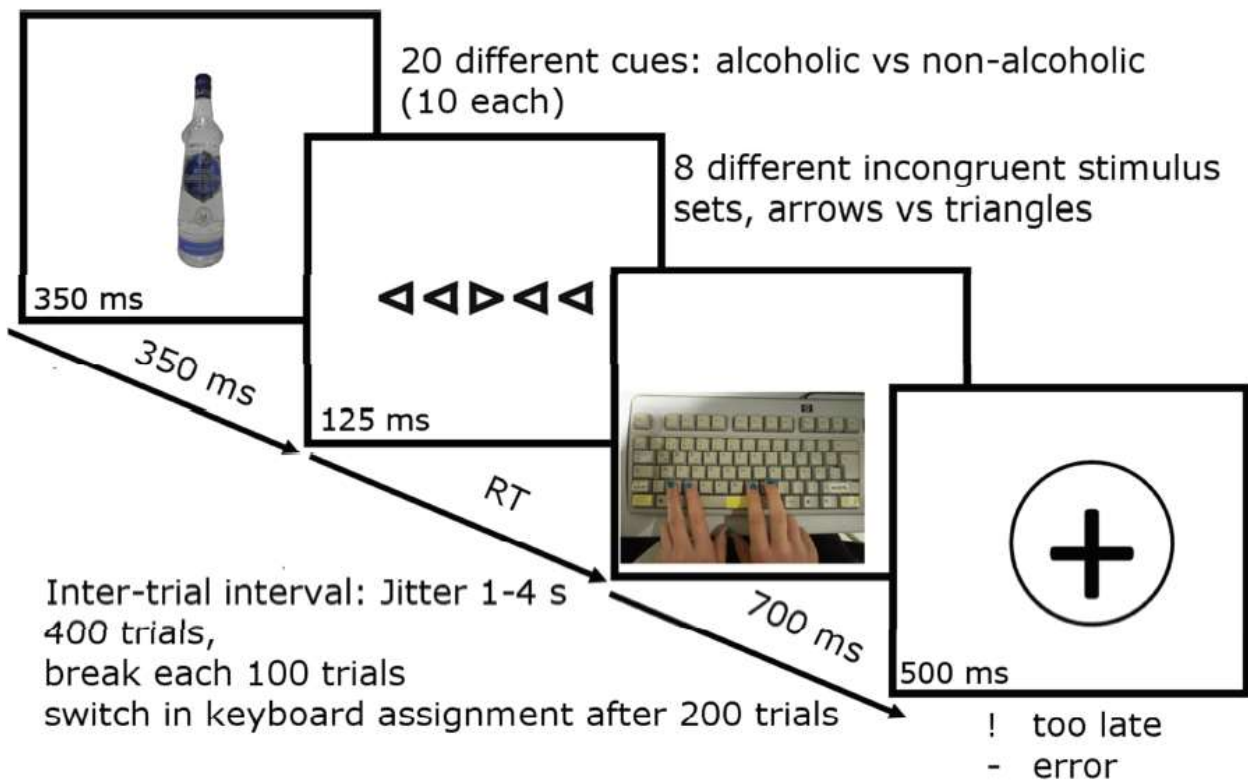 20 different cues: alcoholic vs non-alcoholic
(10 each)
8 different incongruent stimulus
sets, arrows vs triangles
350 ms
350 ms
125 ms
RT
700 ms
500 ms
Inter-trial interval: Jitter 1-4 s
400 trials,
break each 100 trials
switch in keyboard assignment after 200 trials
! too late
- error